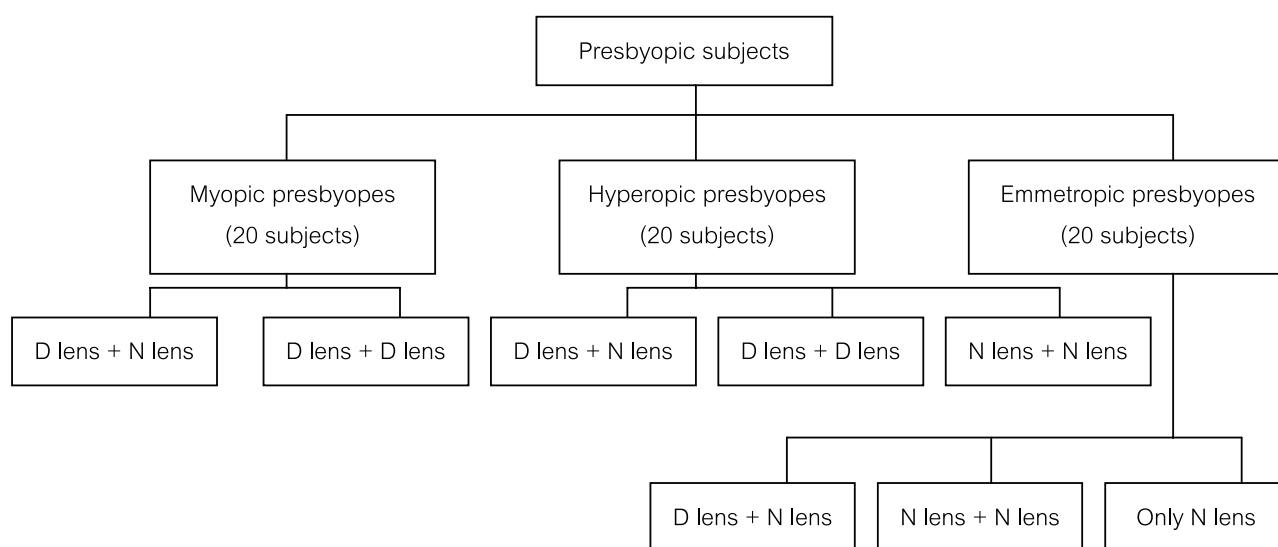 Presbyopic subjects
Myopic presbyopes
(20 subjects)
Hyperopic presbyopes
(20 subjects)
Emmetropic presbyopes
(20 subjects)
D lens + N lens
D lens + D lens
D lens + N lens
D lens + D lens
N lens + N lens
D lens + N lens
N lens + N lens
Only N lens